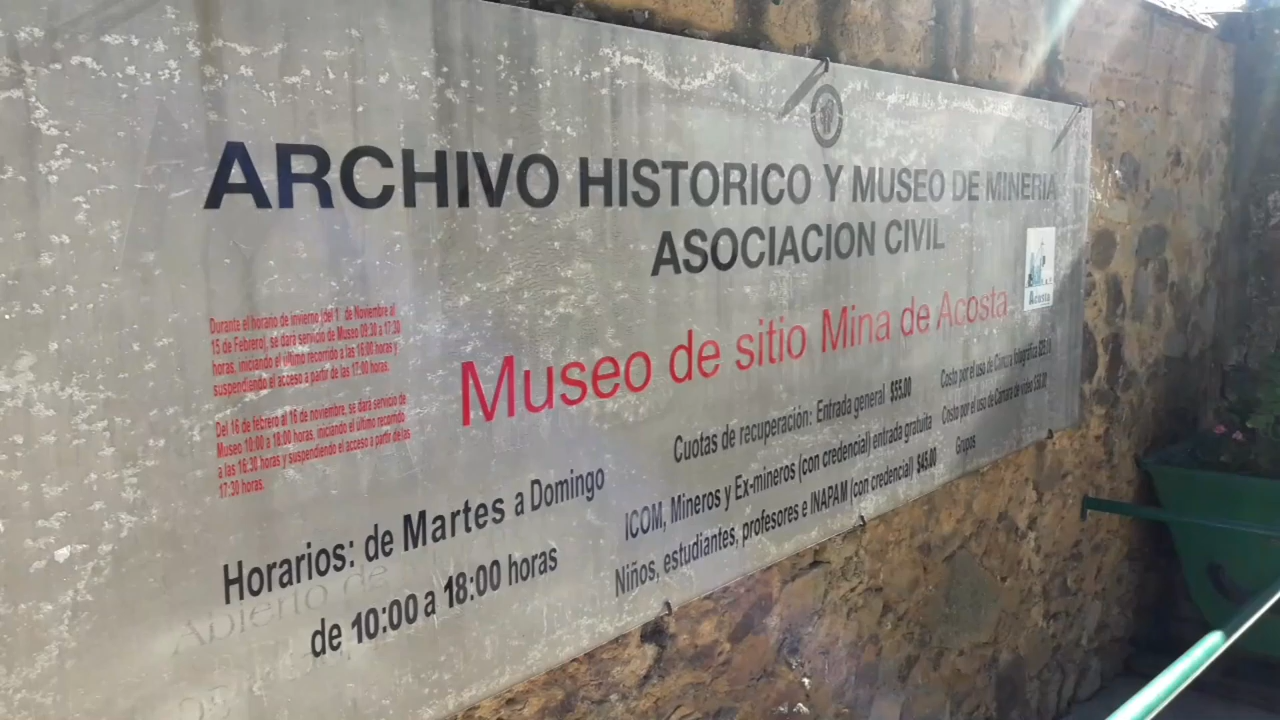 ARCHIVO HISTORICO Y MUSEO DE MINERIA
ASOCIACION CIVIL
Acosta
Museo de sitio Mina de Acosta
Durante el horario de invierno (del 1 de Noviembre al
15 de Febrero), se dara servicio de Museo 09:30 a 17:30
horas, iniciando el último recorrido a las 16:00 horas y
suspendiendo el acceso a partir de las 17:00 horas.
Del 16 de febrero al 16 de noviembre, se dará servicio de
Museo 10:00 a 18:00 horas, iniciando el último recorrido
a las 16:30 horas y suspendiendo el acceso a partir de las
17:30 horas.
Horarios: de Martes a Domingo
de 10:00 a 18:00 horas
Abierto de
Cuotas de recuperación: Entrada general $55.00
ICOM, Mineros y Ex-mineros (con credencial) entrada gratuita
Niños, estudiantes, profesores e INAPAM (con credencial) $45.00
Costo por el uso de Camara fotográfica
Costo por el uso de Cámara de video
Grupos